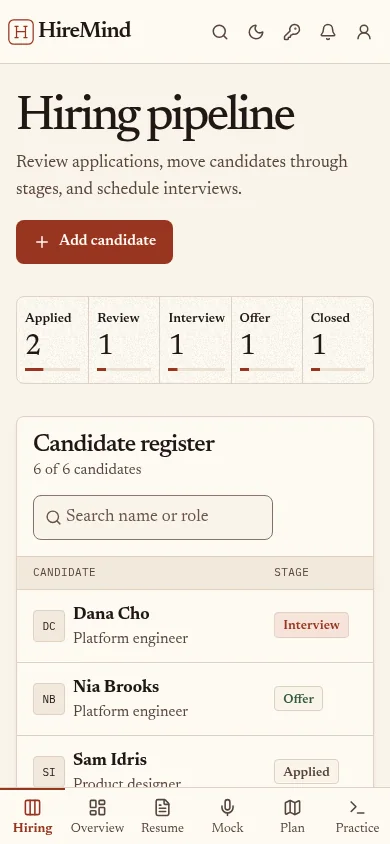 H HireMind
Hiring pipeline
Review applications, move candidates through
stages, and schedule interviews.
+ Add candidate
Applied Review Interview Offer Closed
2 1 1 1 1
Candidate register
6 of 6 candidates
Search name or role
CANDIDATE STAGE
DC Dana Cho Interview
Platform engineer
NB Nia Brooks Offer
Platform engineer
SI Sam Idris Applied
Product designer
Hiring Overview Resume Mock Plan Practice